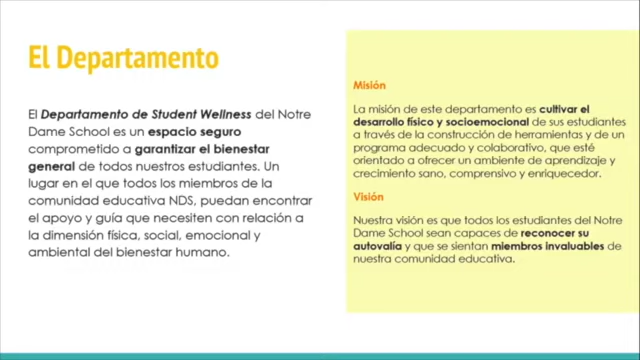 El Departamento
El Departamento de Student Wellness del Notre
Dame School es un espacio seguro
comprometido a garantizar el bienestar
general de todos nuestros estudiantes. Un
lugar en el que todos los miembros de la
comunidad educativa NDS, puedan encontrar
el apoyo y guía que necesiten con relación a
la dimensión física, social, emocional y
ambiental del bienestar humano.
Misión
La misión de este departamento es cultivar el
desarrollo físico y socioemocional de sus estudiantes
a través de la construcción de herramientas y de un
programa adecuado y colaborativo, que esté
orientado a ofrecer un ambiente de aprendizaje y
crecimiento sano, comprensivo y enriquecedor.
Visión
Nuestra visión es que todos los estudiantes del Notre
Dame School sean capaces de reconocer su
autovalía y que se sientan miembros invaluables de
nuestra comunidad educativa.